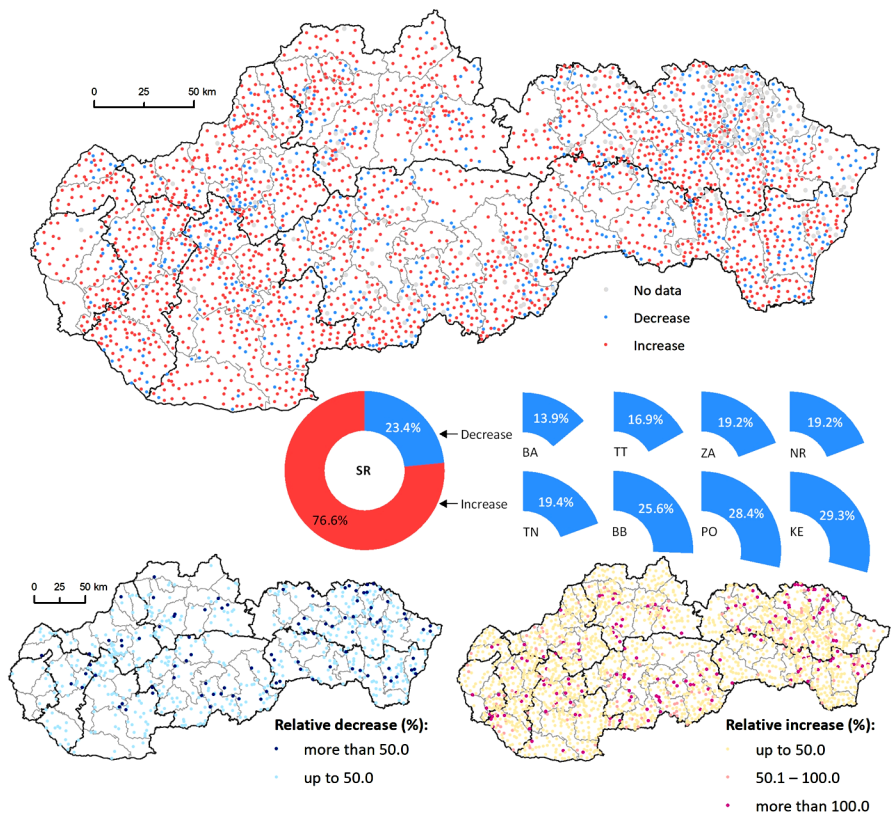 0 25 50 km
No data
Decrease
Increase
23.4%
Decrease
SR
76.6%
Increase
13.9%
BA
16.9%
TT
19.2%
ZA
19.2%
NR
19.4%
TN
25.6%
BB
28.4%
PO
29.3%
KE
0 25 50 km
Relative decrease (%):
more than 50.0
up to 50.0
Relative increase (%):
up to 50.0
50.1 – 100.0
more than 100.0